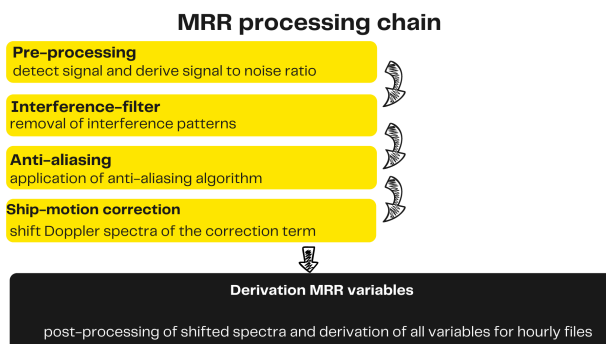 MRR processing chain
Pre-processing
detect signal and derive signal to noise ratio
Interference-filter
removal of interference patterns
Anti-aliasing
application of anti-aliasing algorithm
Ship-motion correction
shift Doppler spectra of the correction term
Derivation MRR variables
post-processing of shifted spectra and derivation of all variables for hourly files